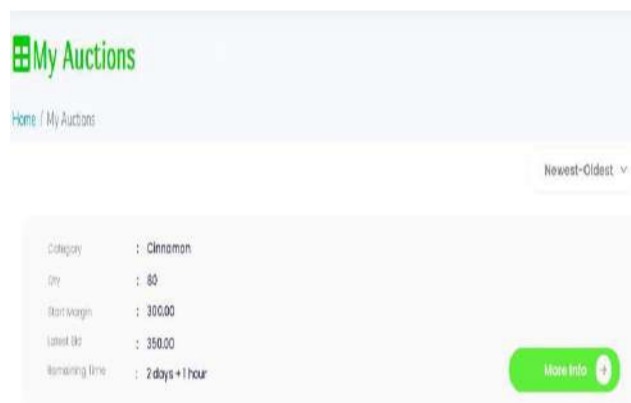 My Auctions
Home / My Auctions
Newest-Oldest
Category : Cinnamon
Qty : 80
Start Margin : 300.00
Latest Bid : 350.00
Remaining Time : 2 days + 1 hour
More Info